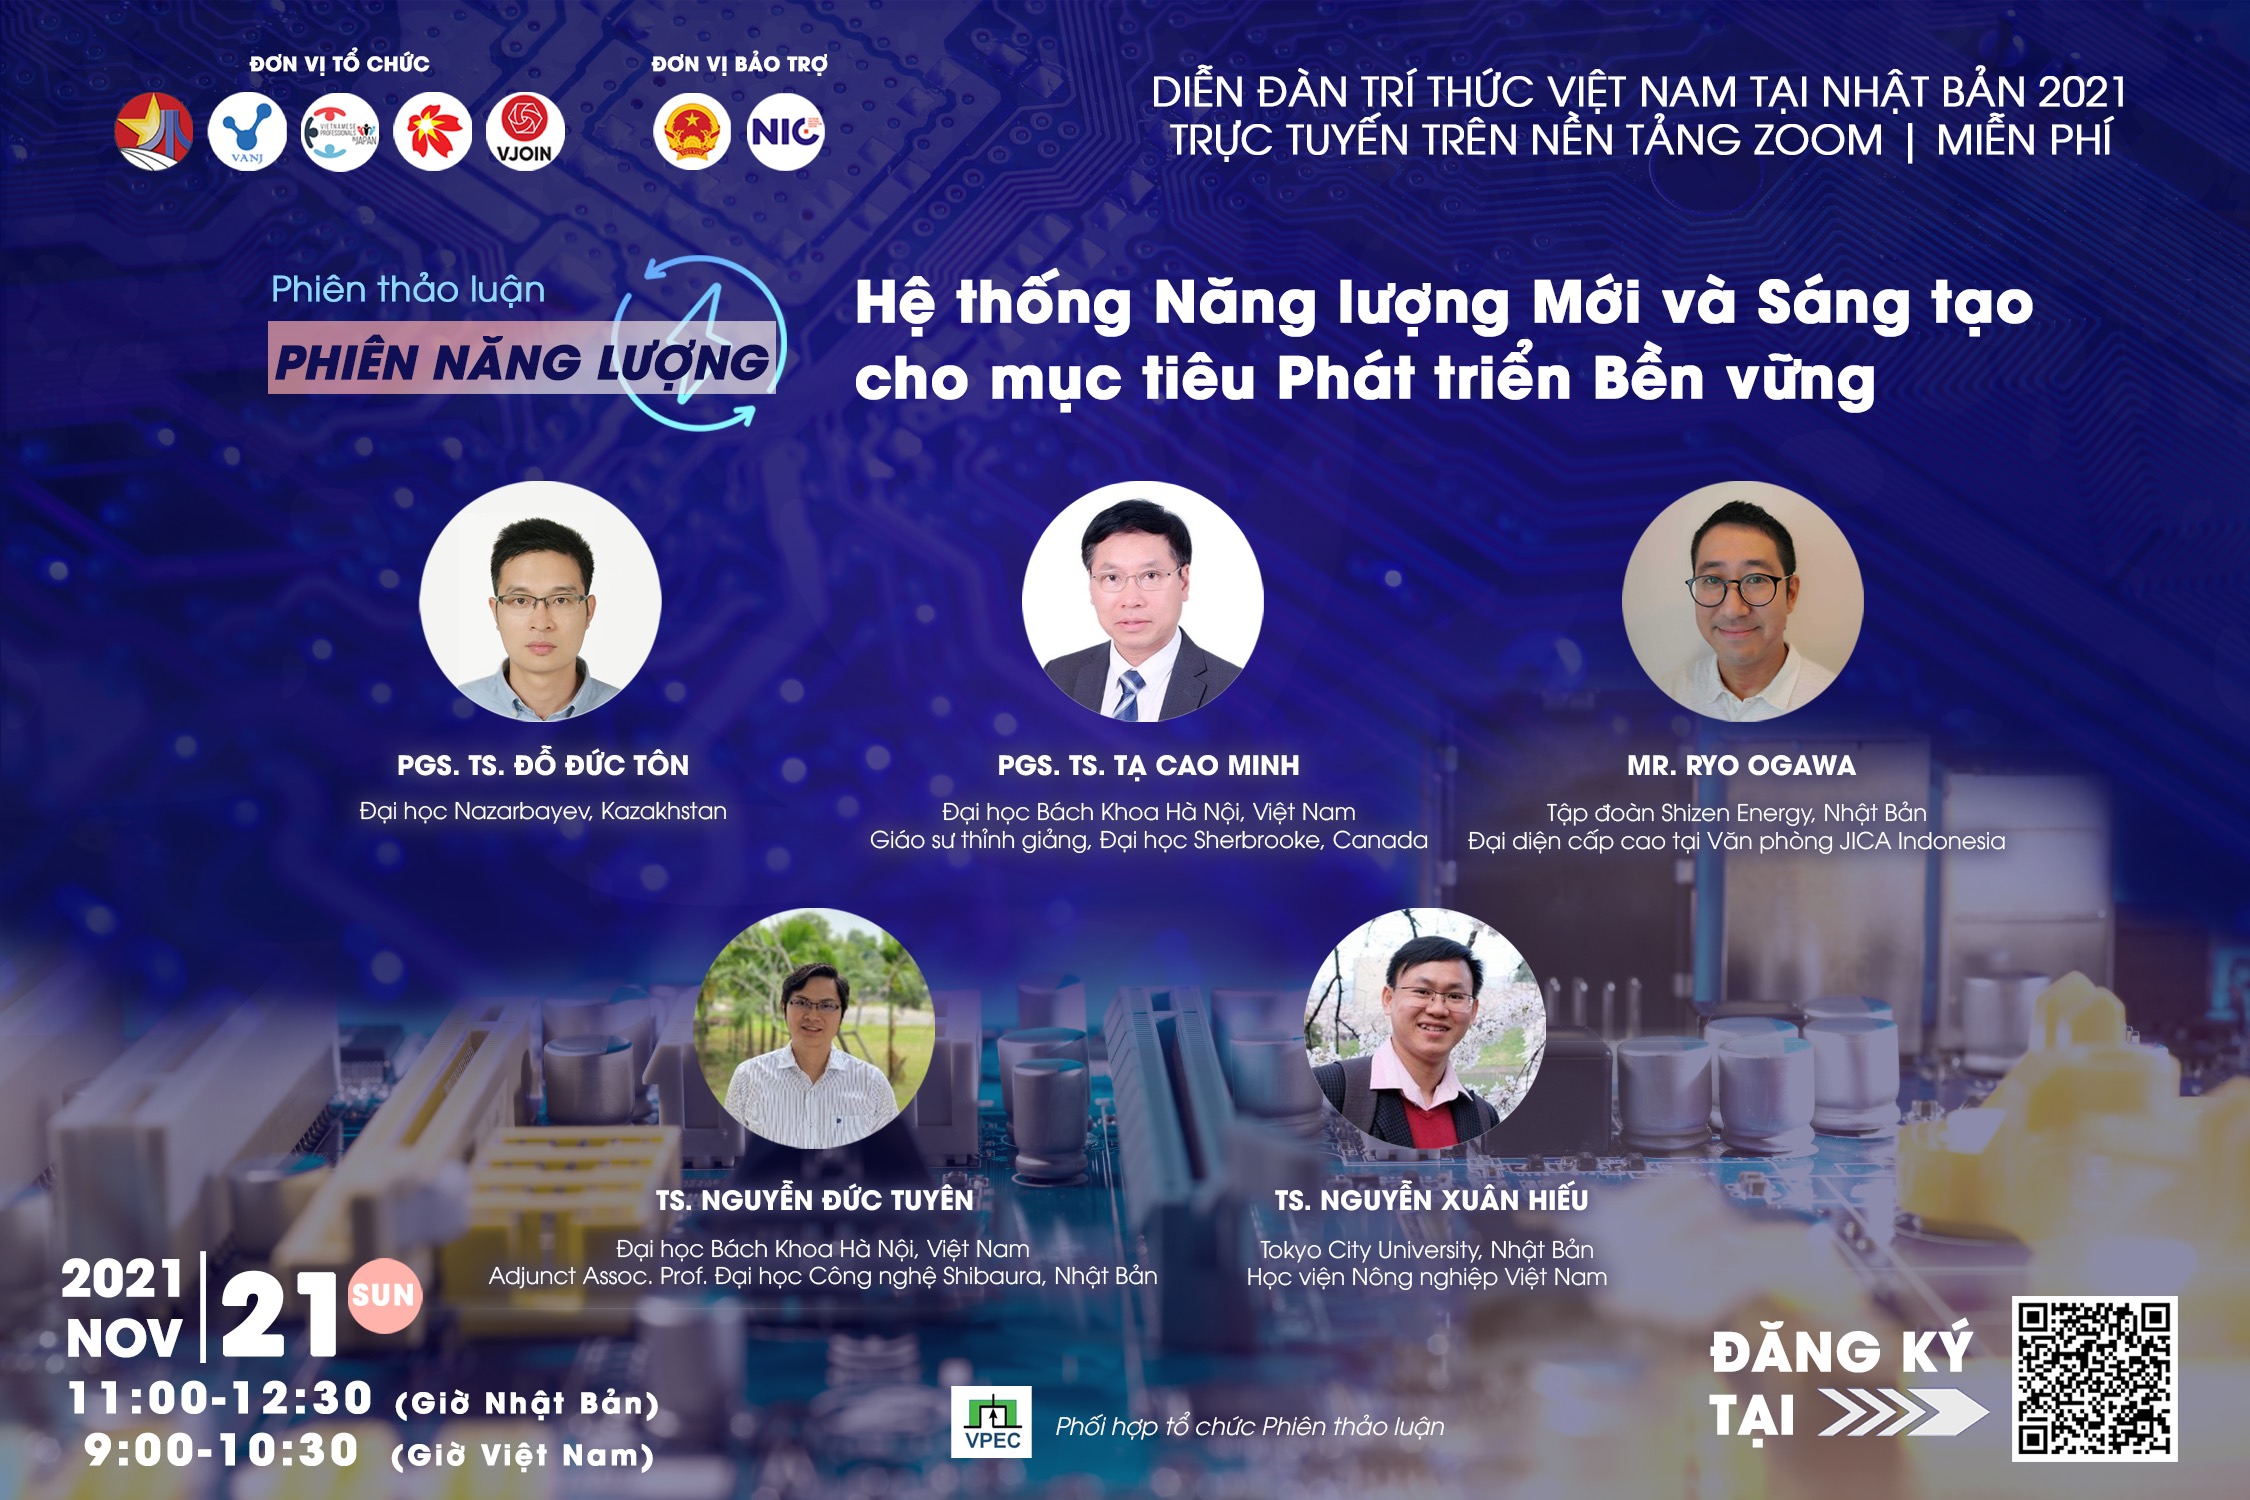 ĐƠN VỊ TỔ CHỨC
ĐƠN VỊ BẢO TRỢ
VANJ
VIETNAMESE
PROFESSIONALS
IN JAPAN
VJOIN
NIC
DIỄN ĐÀN TRÍ THỨC VIỆT NAM TẠI NHẬT BẢN 2021
TRỰC TUYẾN TRÊN NỀN TẢNG ZOOM | MIỄN PHÍ
Phiên thảo luận
PHIÊN NĂNG LƯỢNG
Hệ thống Năng lượng Mới và Sáng tạo
cho mục tiêu Phát triển Bền vững
PGS. TS. ĐỖ ĐỨC TÔN
Đại học Nazarbayev, Kazakhstan
PGS. TS. TẠ CAO MINH
Đại học Bách Khoa Hà Nội, Việt Nam
Giáo sư thỉnh giảng, Đại học Sherbrooke, Canada
MR. RYO OGAWA
Tập đoàn Shizen Energy, Nhật Bản
Đại diện cấp cao tại Văn phòng JICA Indonesia
TS. NGUYỄN ĐỨC TUYÊN
Đại học Bách Khoa Hà Nội, Việt Nam
Adjunct Assoc. Prof. Đại học Công nghệ Shibaura, Nhật Bản
TS. NGUYỄN XUÂN HIẾU
Tokyo City University, Nhật Bản
Học viện Nông nghiệp Việt Nam
2021
NOV
21
SUN
11:00-12:30 (Giờ Nhật Bản)
9:00-10:30 (Giờ Việt Nam)
VPEC
Phối hợp tổ chức Phiên thảo luận
ĐĂNG KÝ
TẠI